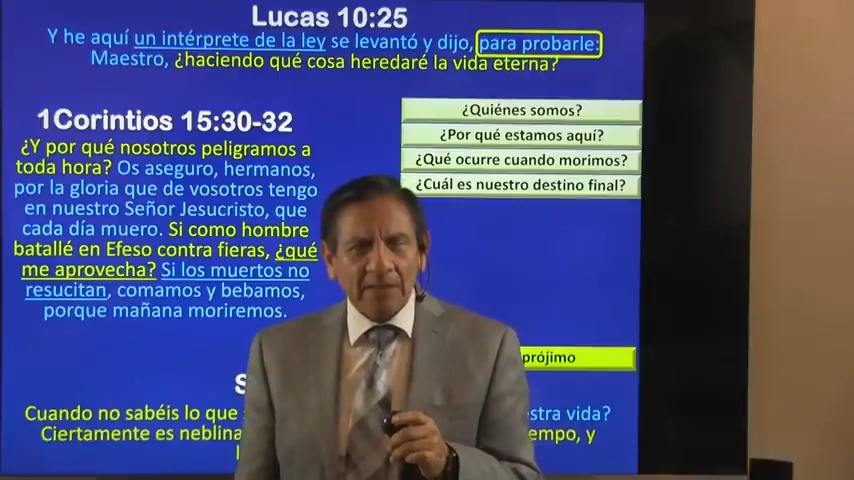 Lucas 10:25
Y he aquí un intérprete de la ley se levantó y dijo, para probarle:
Maestro, ¿haciendo qué cosa heredaré la vida eterna?
1Corintios 15:30-32
¿Y por qué nosotros peligramos a
toda hora? Os aseguro, hermanos,
por la gloria que de vosotros tengo
en nuestro Señor Jesucristo, que
cada día muero. Si como hombre
batallé en Efeso contra fieras, ¿qué
me aprovecha? Si los muertos no
resucitan, comamos y bebamos,
porque mañana moriremos.
¿Quiénes somos?
¿Por qué estamos aquí?
¿Qué ocurre cuando morimos?
¿Cuál es nuestro destino final?
prójimo
Cuando no sabéis lo que vida?
Ciertamente es neblina y